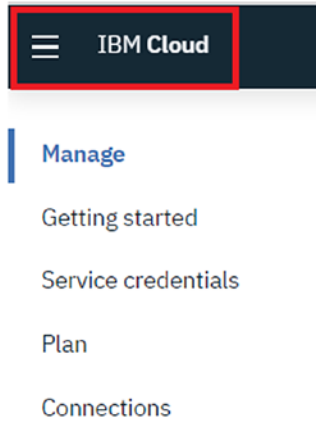 IBM Cloud
Manage
Getting started
Service credentials
Plan
Connections